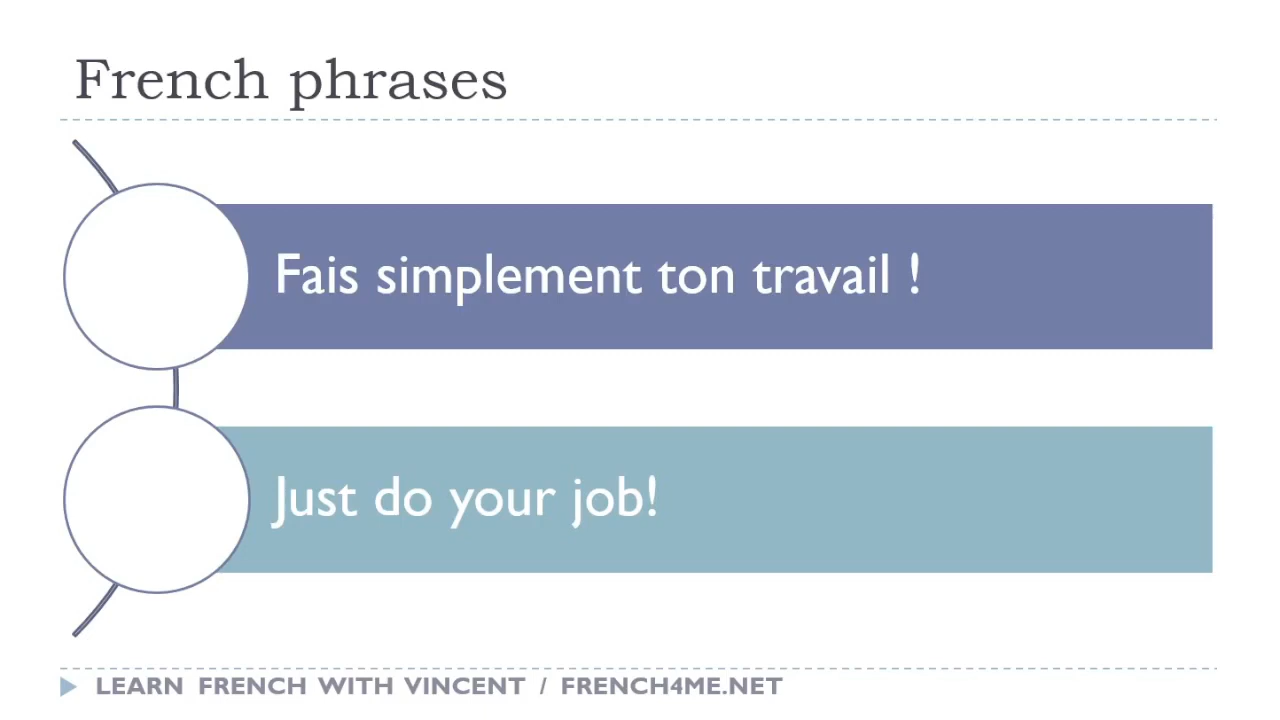 French phrases
Fais simplement ton travail !
Just do your job!
LEARN FRENCH WITH VINCENT / FRENCH4ME.NET